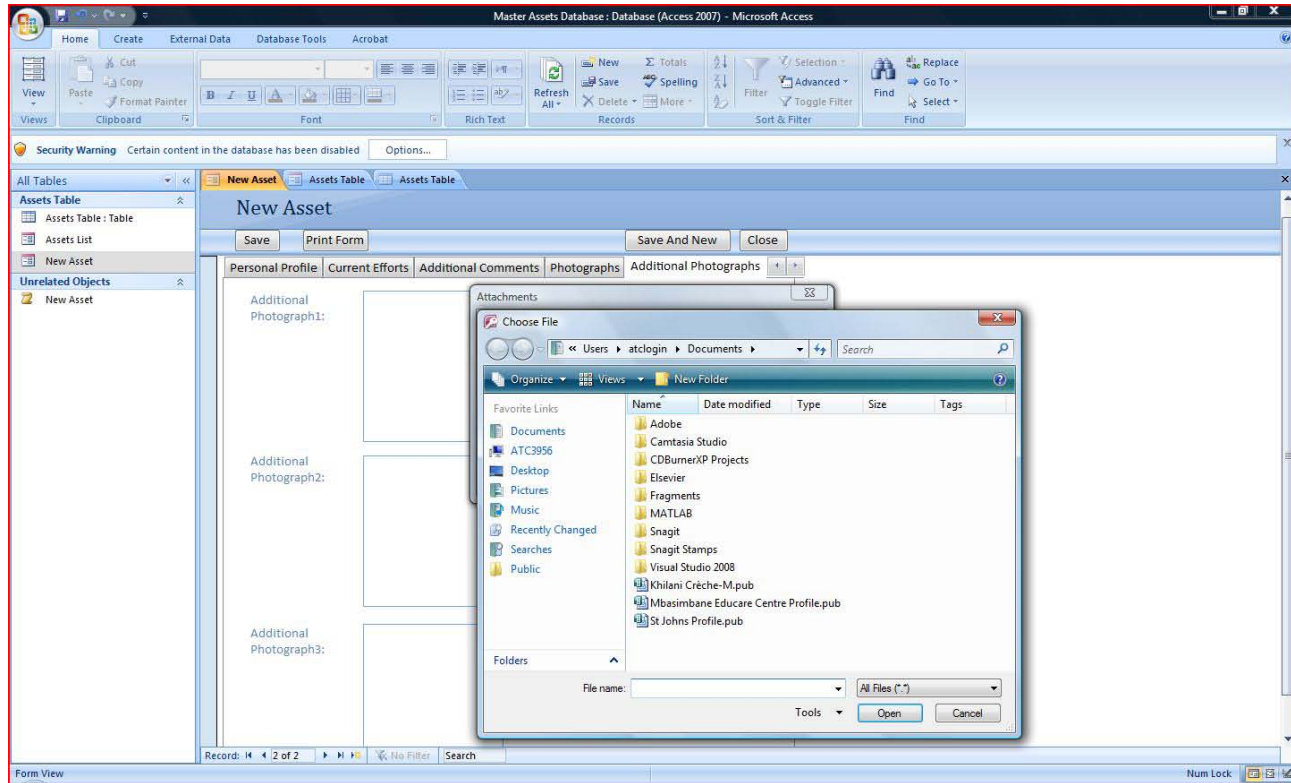 Master Assets Database : Database (Access 2007) - Microsoft Access
Home Create External Data Database Tools Acrobat
View
Views
Paste
Cut
Copy
Format Painter
Clipboard
B I U A
Font
Rich Text
Refresh All
New
Save
Delete
Σ Totals
Spelling
More
Records
Filter
Selection
Advanced
Toggle Filter
Sort & Filter
Find
Replace
Go To
Select
Find
Security Warning Certain content in the database has been disabled Options...
All Tables
Assets Table
Assets Table : Table
Assets List
New Asset
Unrelated Objects
New Asset
New Asset Assets Table Assets Table
New Asset
Save Print Form Save And New Close
Personal Profile Current Efforts Additional Comments Photographs Additional Photographs
Additional
Photograph1:
Additional
Photograph2:
Additional
Photograph3:
Attachments
Choose File
« Users Documents atclogin Search
Organize Views New Folder
Favorite Links
Documents
ATC3956
Desktop
Pictures
Music
Recently Changed
Searches
Public
Folders
Name Date modified Type Size Tags
Adobe
Camtasia Studio
CDBurnerXP Projects
Elsevier
Fragments
MATLAB
Snagit
Snagit Stamps
Visual Studio 2008
Khilani Crèche-M.pub
Mbasimbane Educare Centre Profile.pub
St Johns Profile.pub
File name: All Files (*.*)
Tools Open Cancel
Record: 2 of 2 No Filter Search
Form View Num Lock